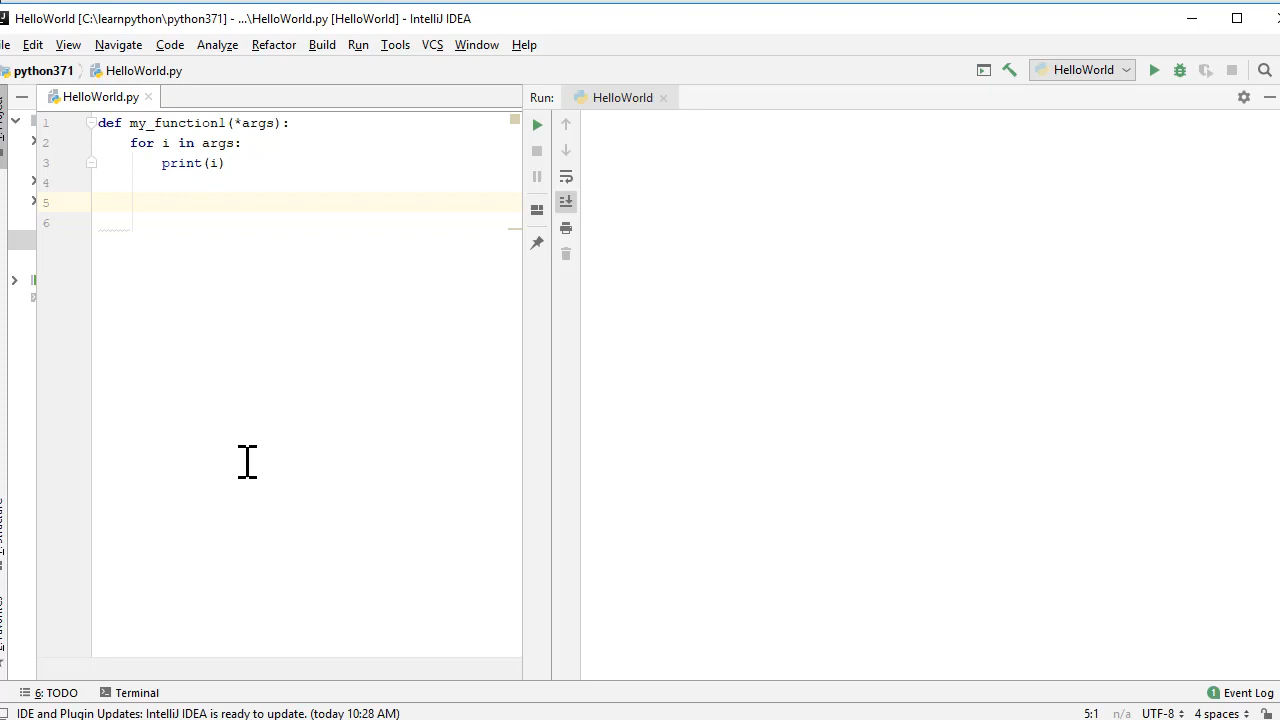 HelloWorld [C:\learnpython\python371] - ...\HelloWorld.py [HelloWorld] - IntelliJ IDEA
Edit View Navigate Code Analyze Refactor Build Run Tools VCS Window Help
python371 HelloWorld.py HelloWorld
HelloWorld.py
Run: HelloWorld
1 def my_function1(*args):
2 for i in args:
3 print(i)
4
5
6
6: TODO Terminal
1 Event Log
IDE and Plugin Updates: IntelliJ IDEA is ready to update. (today 10:28 AM)
5:1 n/a UTF-8 4 spaces